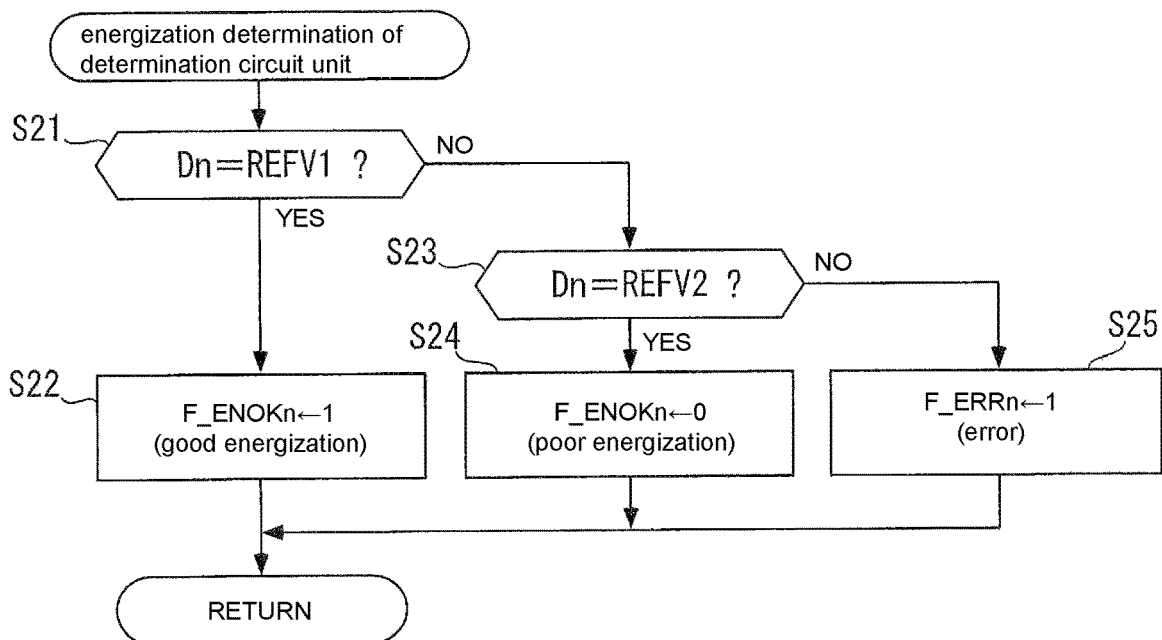 energization determination of
determination circuit unit
S21
Dn=REFV1 ?
NO
YES
S23
Dn=REFV2 ?
NO
YES
S22
F_ENOKn←1
(good energization)
S24
F_ENOKn←0
(poor energization)
S25
F_ERRn←1
(error)
RETURN